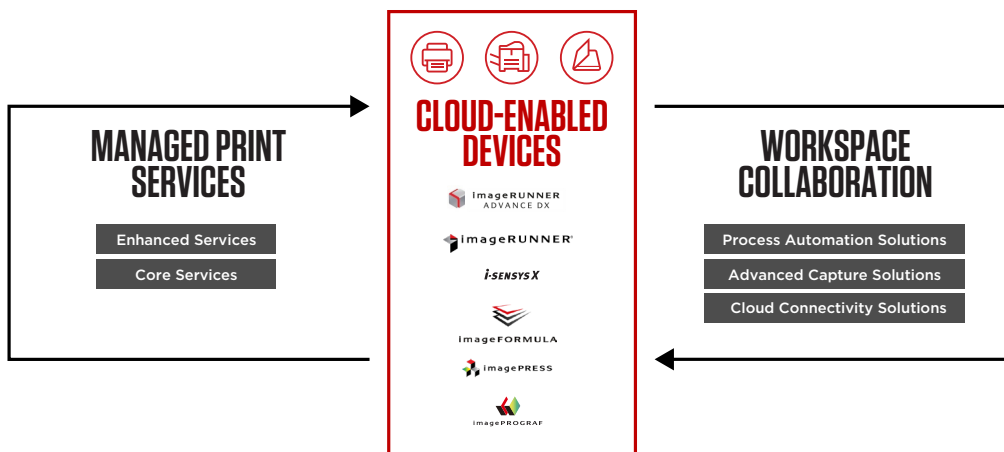 MANAGED PRINT
SERVICES
Enhanced Services
Core Services
CLOUD-ENABLED
DEVICES
imageRUNNER
ADVANCE DX
imageRUNNER®
i-SENSYS X
imageFORMULA
imagePRESS
imagePROGRAF
WORKSPACE
COLLABORATION
Process Automation Solutions
Advanced Capture Solutions
Cloud Connectivity Solutions